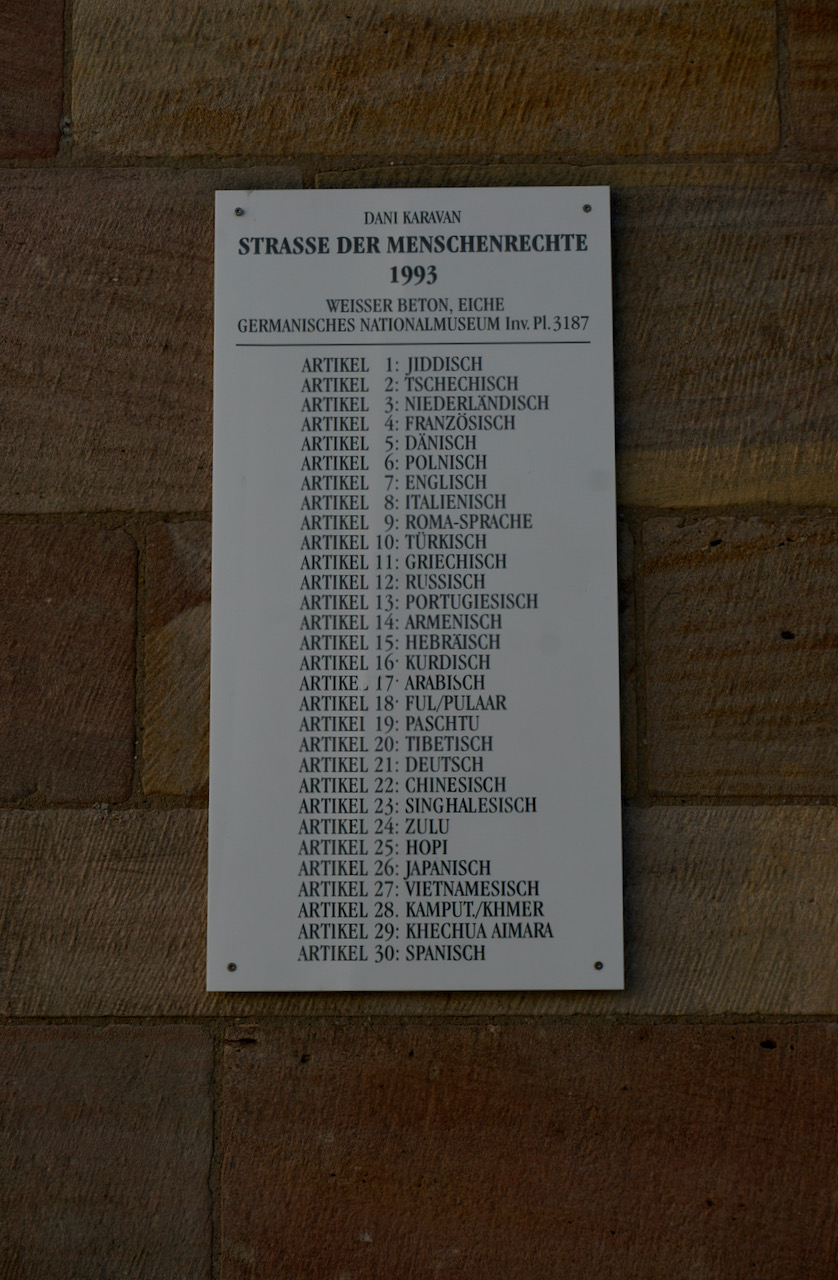 DANI KARAVAN
STRASSE DER MENSCHENRECHTE
1993
WEISSER BETON, EICHE
GERMANISCHES NATIONALMUSEUM Inv. Pl. 3187
ARTIKEL 1: JIDDISCH
ARTIKEL 2: TSCHECHISCH
ARTIKEL 3: NIEDERLÄNDISCH
ARTIKEL 4: FRANZÖSISCH
ARTIKEL 5: DÄNISCH
ARTIKEL 6: POLNISCH
ARTIKEL 7: ENGLISCH
ARTIKEL 8: ITALIENISCH
ARTIKEL 9: ROMA-SPRACHE
ARTIKEL 10: TÜRKISCH
ARTIKEL 11: GRIECHISCH
ARTIKEL 12: RUSSISCH
ARTIKEL 13: PORTUGIESISCH
ARTIKEL 14: ARMENISCH
ARTIKEL 15: HEBRÄISCH
ARTIKEL 16: KURDISCH
ARTIKEL 17: ARABISCH
ARTIKEL 18: FUL/PULAAR
ARTIKEL 19: PASCHTU
ARTIKEL 20: TIBETISCH
ARTIKEL 21: DEUTSCH
ARTIKEL 22: CHINESISCH
ARTIKEL 23: SINGHALESISCH
ARTIKEL 24: ZULU
ARTIKEL 25: HOPI
ARTIKEL 26: JAPANISCH
ARTIKEL 27: VIETNAMESISCH
ARTIKEL 28. KAMPUT./KHMER
ARTIKEL 29: KHECHUA AIMARA
ARTIKEL 30: SPANISCH